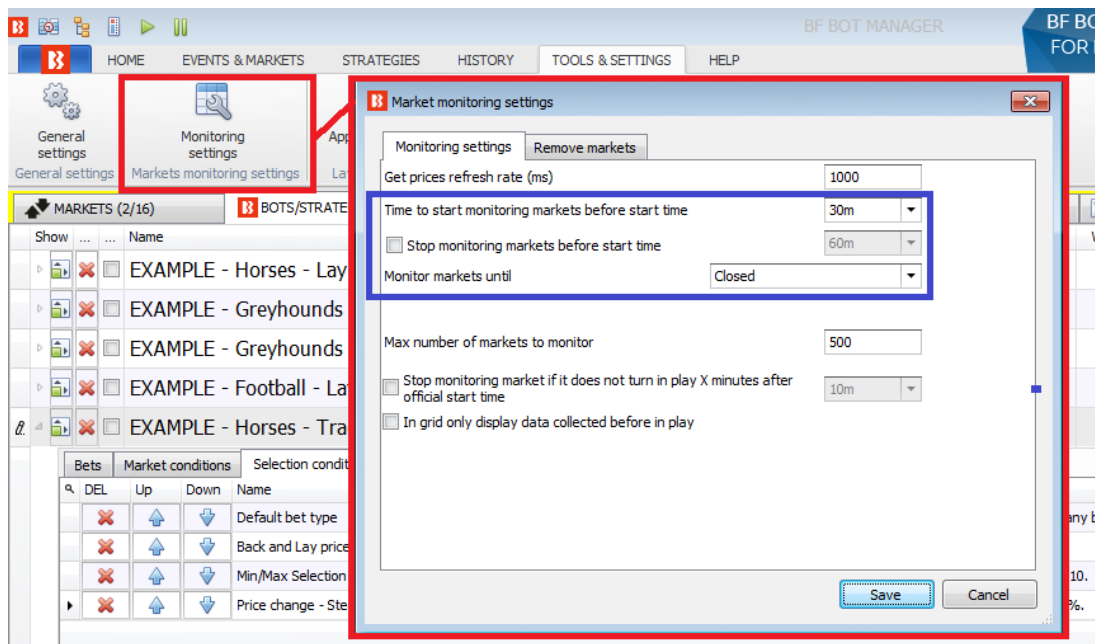 BF BOT MANAGER
BF BO
FOR
HOME EVENTS & MARKETS STRATEGIES HISTORY TOOLS & SETTINGS HELP
General
settings
Monitoring
settings
App
General settings
Markets monitoring settings
La
Market monitoring settings
Monitoring settings
Remove markets
Get prices refresh rate (ms)
1000
Time to start monitoring markets before start time
30m
Stop monitoring markets before start time
60m
Monitor markets until
Closed
Max number of markets to monitor
500
Stop monitoring market if it does not turn in play X minutes after
official start time
10m
In grid only display data collected before in play
Save
Cancel
MARKETS (2/16)
BOTS/STRATE
Show ... ... Name
EXAMPLE - Horses - Lay
EXAMPLE - Greyhounds
EXAMPLE - Greyhounds
EXAMPLE - Football - La
EXAMPLE - Horses - Tra
Bets
Market conditions
Selection condit
DEL Up Down Name
Default bet type
any b
Back and Lay price
Min/Max Selection
10.
Price change - Ste
%.